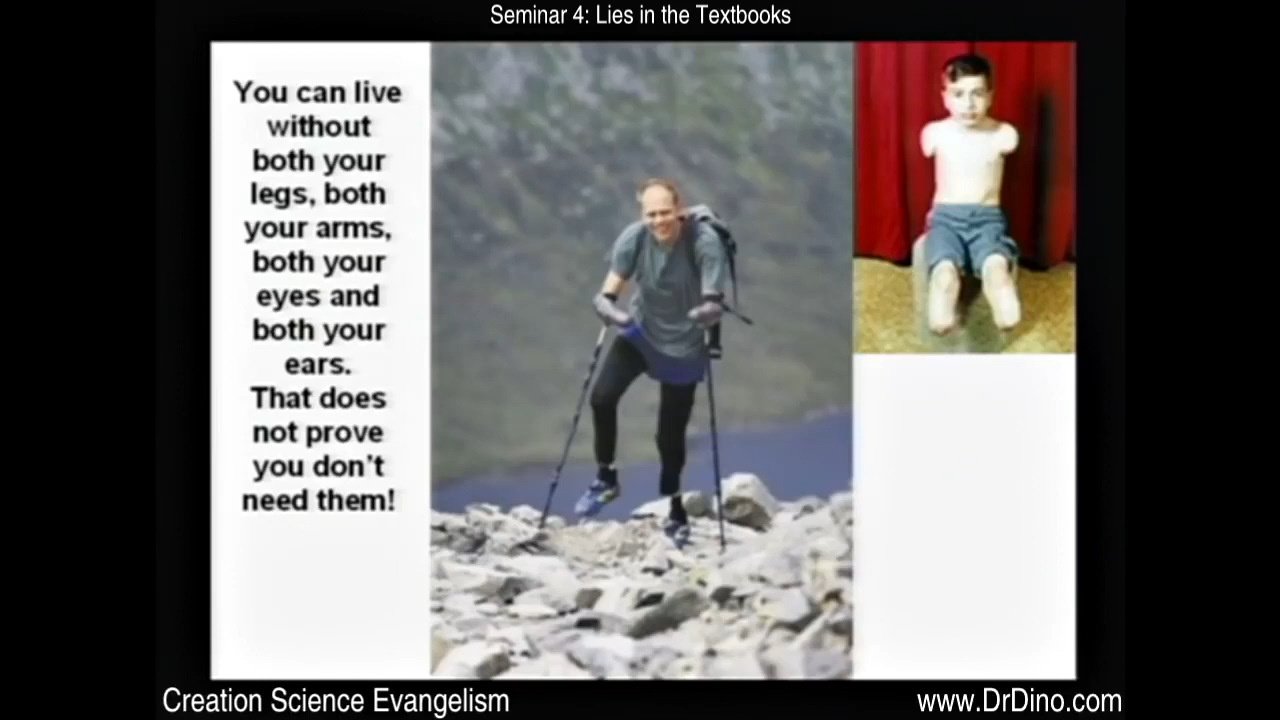 Seminar 4: Lies in the Textbooks
You can live
without
both your
legs, both
your arms,
both your
eyes and
both your
ears.
That does
not prove
you don't
need them!
Creation Science Evangelism
www.DrDino.com